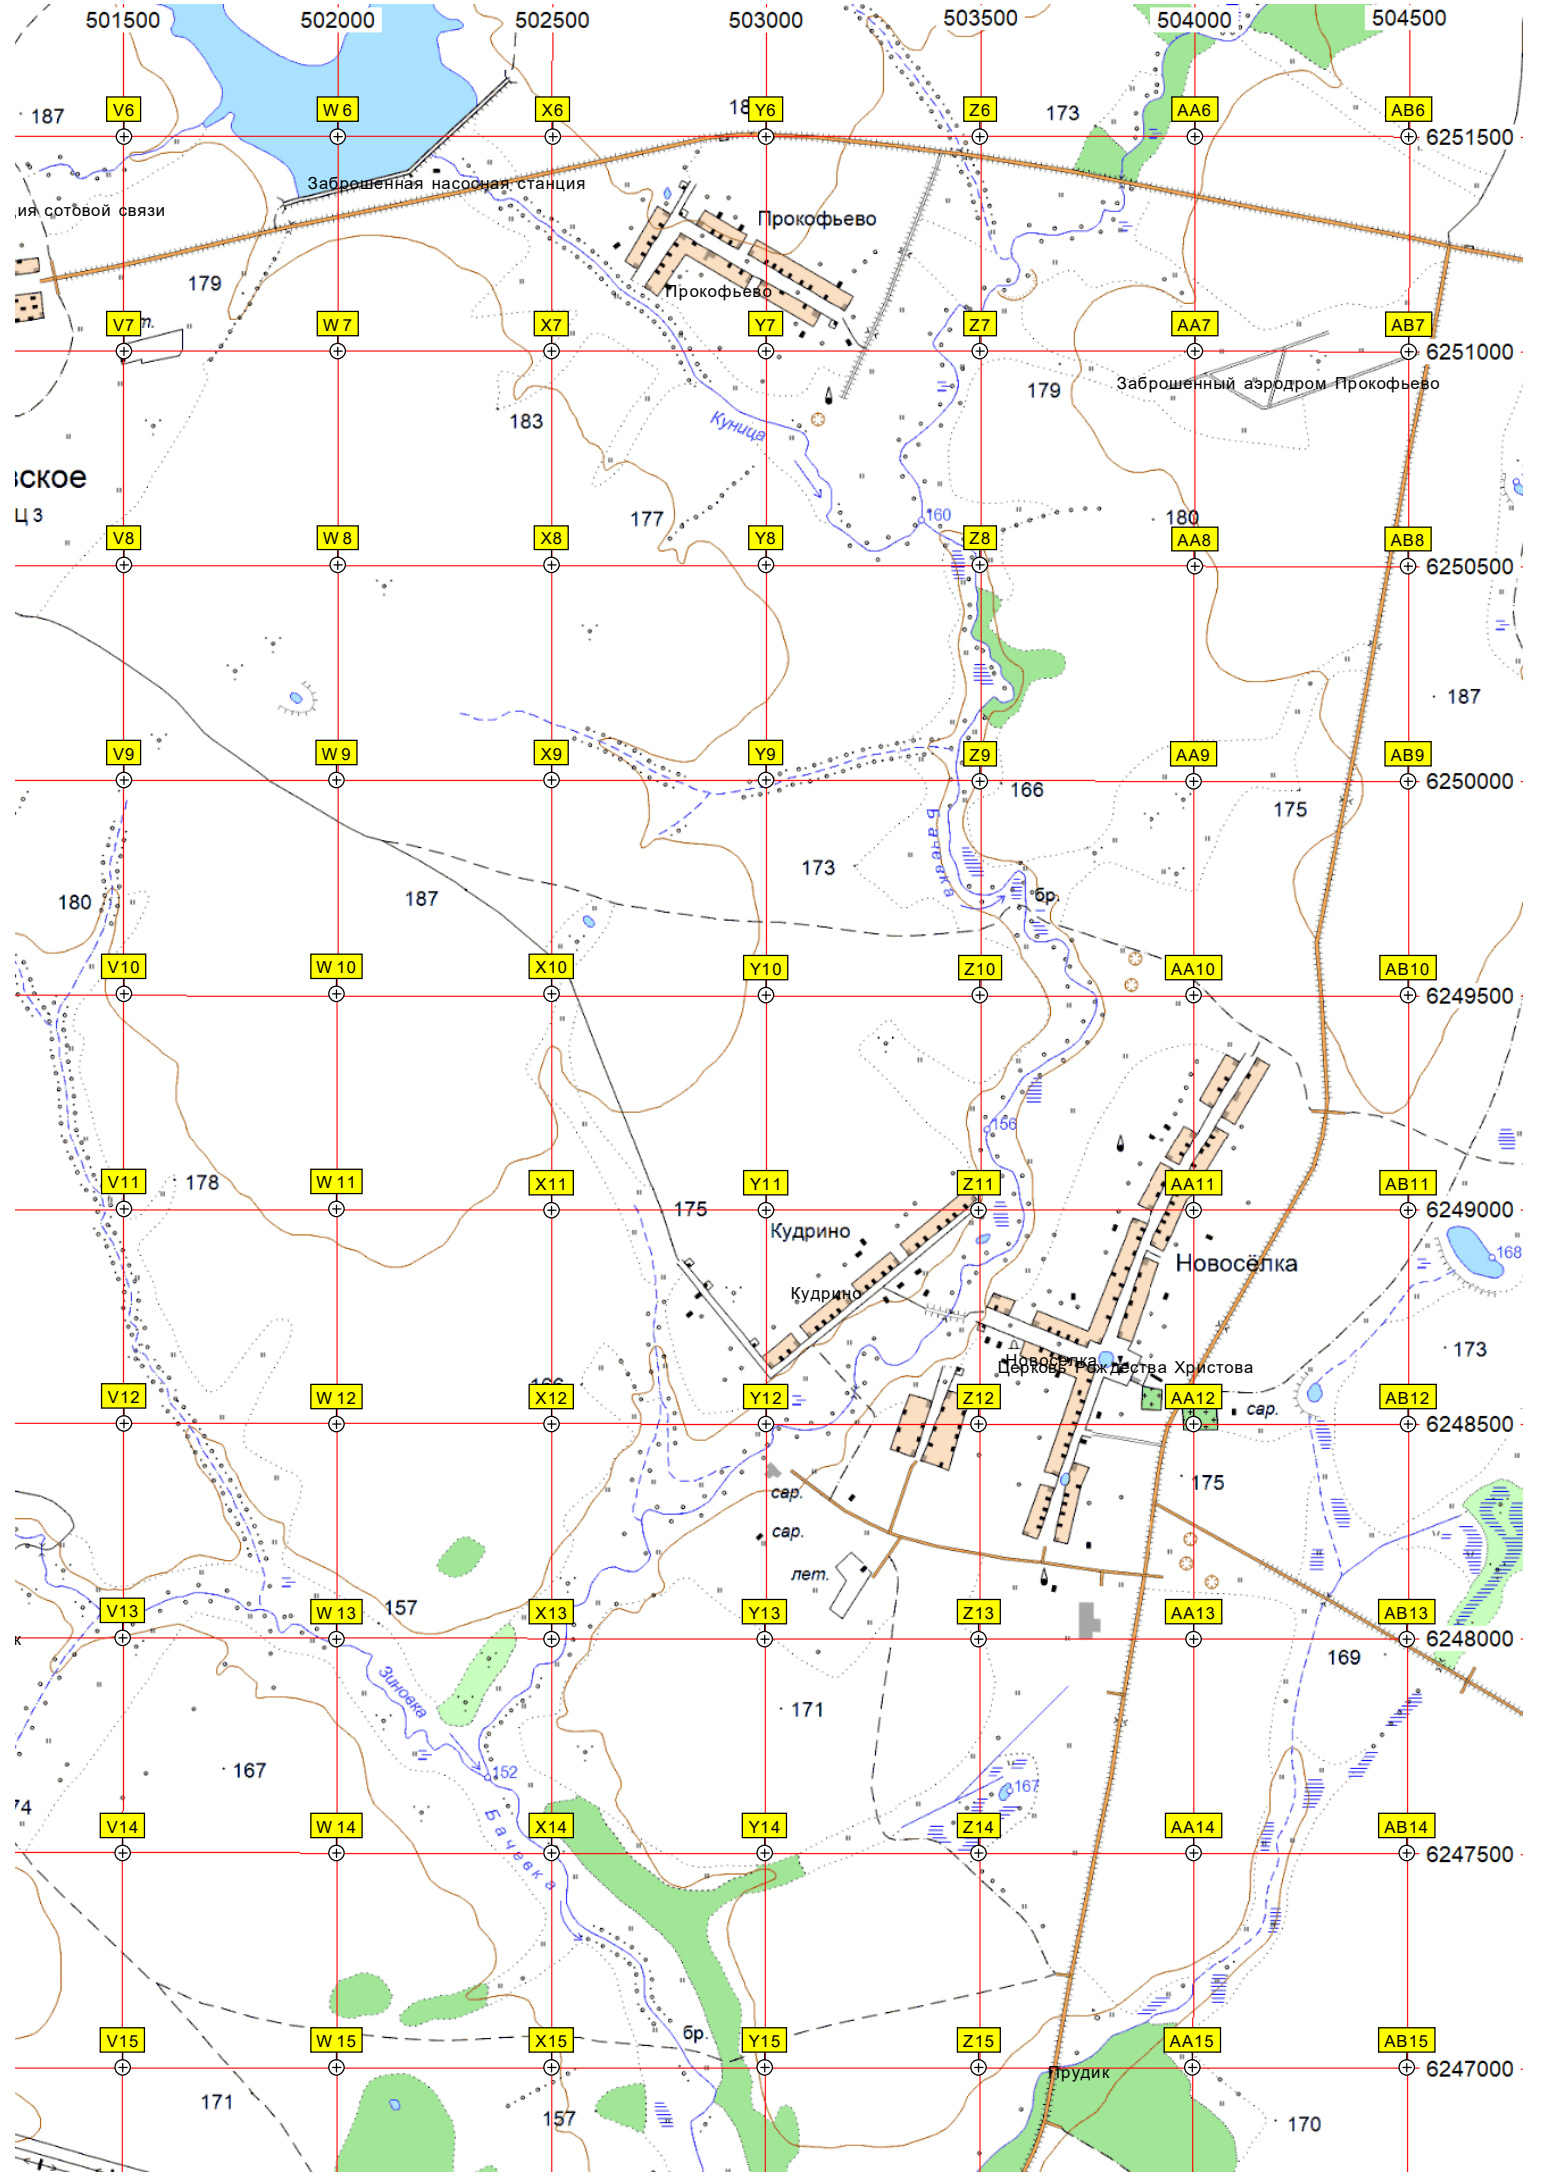 501500 502000 502500 503000 503500 504000 504500
187 V6 W6 X6 Y6 Z6 173 AA6 AB6
6251500
Заброшенная насосная станция
ия сотовой связи
Прокофьево
179
Прокофьево
V7 т. W7 X7 Y7 Z7 AA7 AB7
6251000
Заброшенный аэродром Прокофьево
179
183
Куница
вское
Ц 3
177 160 180
V8 W8 X8 Y8 Z8 AA8 AB8
6250500
187
V9 W9 X9 Y9 Z9 AA9 AB9
6250000
166
175
Бачевка
173
180 187 бр.
V10 W10 X10 Y10 Z10 AA10 AB10
6249500
156
V11 178 W11 X11 Y11 Z11 AA11 AB11
175 6249000
Кудрино
168
Новосёлка
Кудрино
173
Новосёлка
Церковь Рождества Христова
166
V12 W12 X12 Y12 Z12 AA12 AB12
сар.
6248500
175
сар.
сар.
лет.
157
V13 W13 X13 Y13 Z13 AA13 AB13
к 6248000
169
Зиновка
171
167 152 167
74
Бачевка
V14 W14 X14 Y14 Z14 AA14 AB14
6247500
бр.
V15 W15 X15 Y15 Z15 AA15 AB15
6247000
Прудик
171 157 170